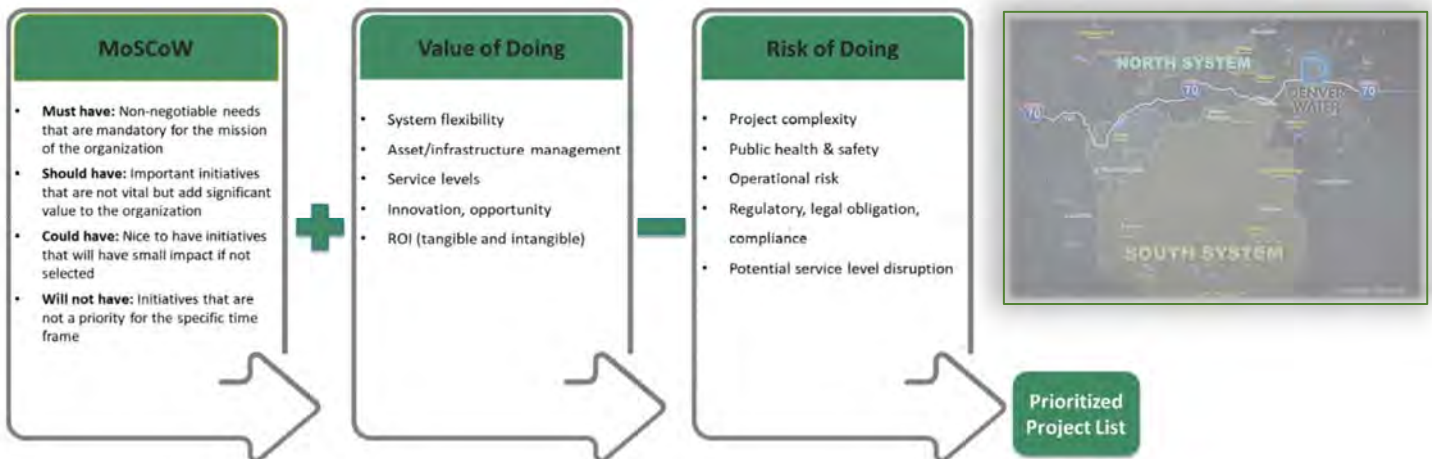 MoSCoW
• Must have: Non-negotiable needs
that are mandatory for the mission
of the organization
• Should have: Important initiatives
that are not vital but add significant
value to the organization
• Could have: Nice to have initiatives
that will have small impact if not
selected
• Will not have: Initiatives that are
not a priority for the specific time
frame
Value of Doing
• System flexibility
• Asset/infrastructure management
• Service levels
• Innovation, opportunity
• ROI (tangible and intangible)
Risk of Doing
• Project complexity
• Public health & safety
• Operational risk
• Regulatory, legal obligation,
compliance
• Potential service level disruption
NORTH SYSTEM
70
70
70
DENVER
WATER
SOUTH SYSTEM
Prioritized
Project List